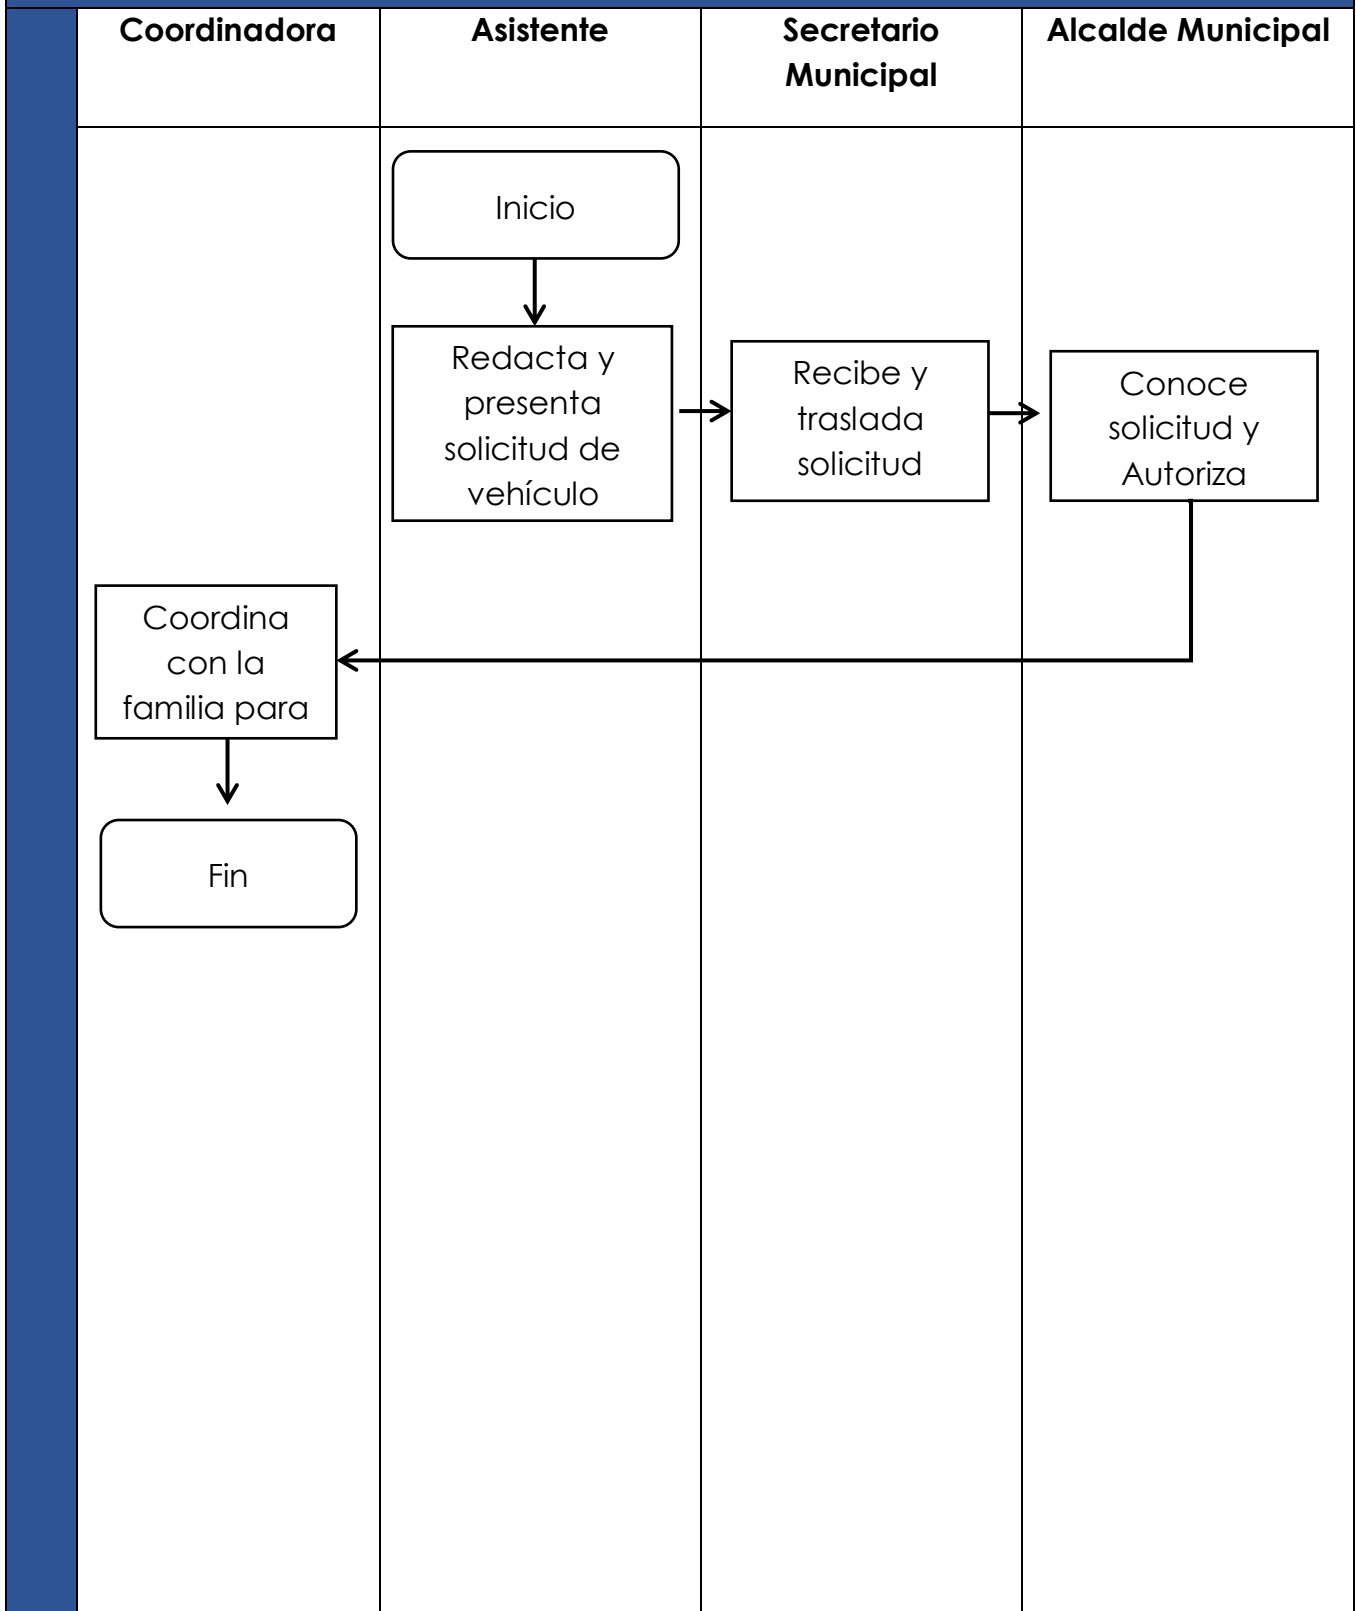 Coordinadora
Asistente
Secretario
Municipal
Alcalde Municipal
Inicio
Redacta y
presenta
solicitud de
vehículo
Recibe y
traslada
solicitud
Conoce
solicitud y
Autoriza
Coordina
con la
familia para
Fin